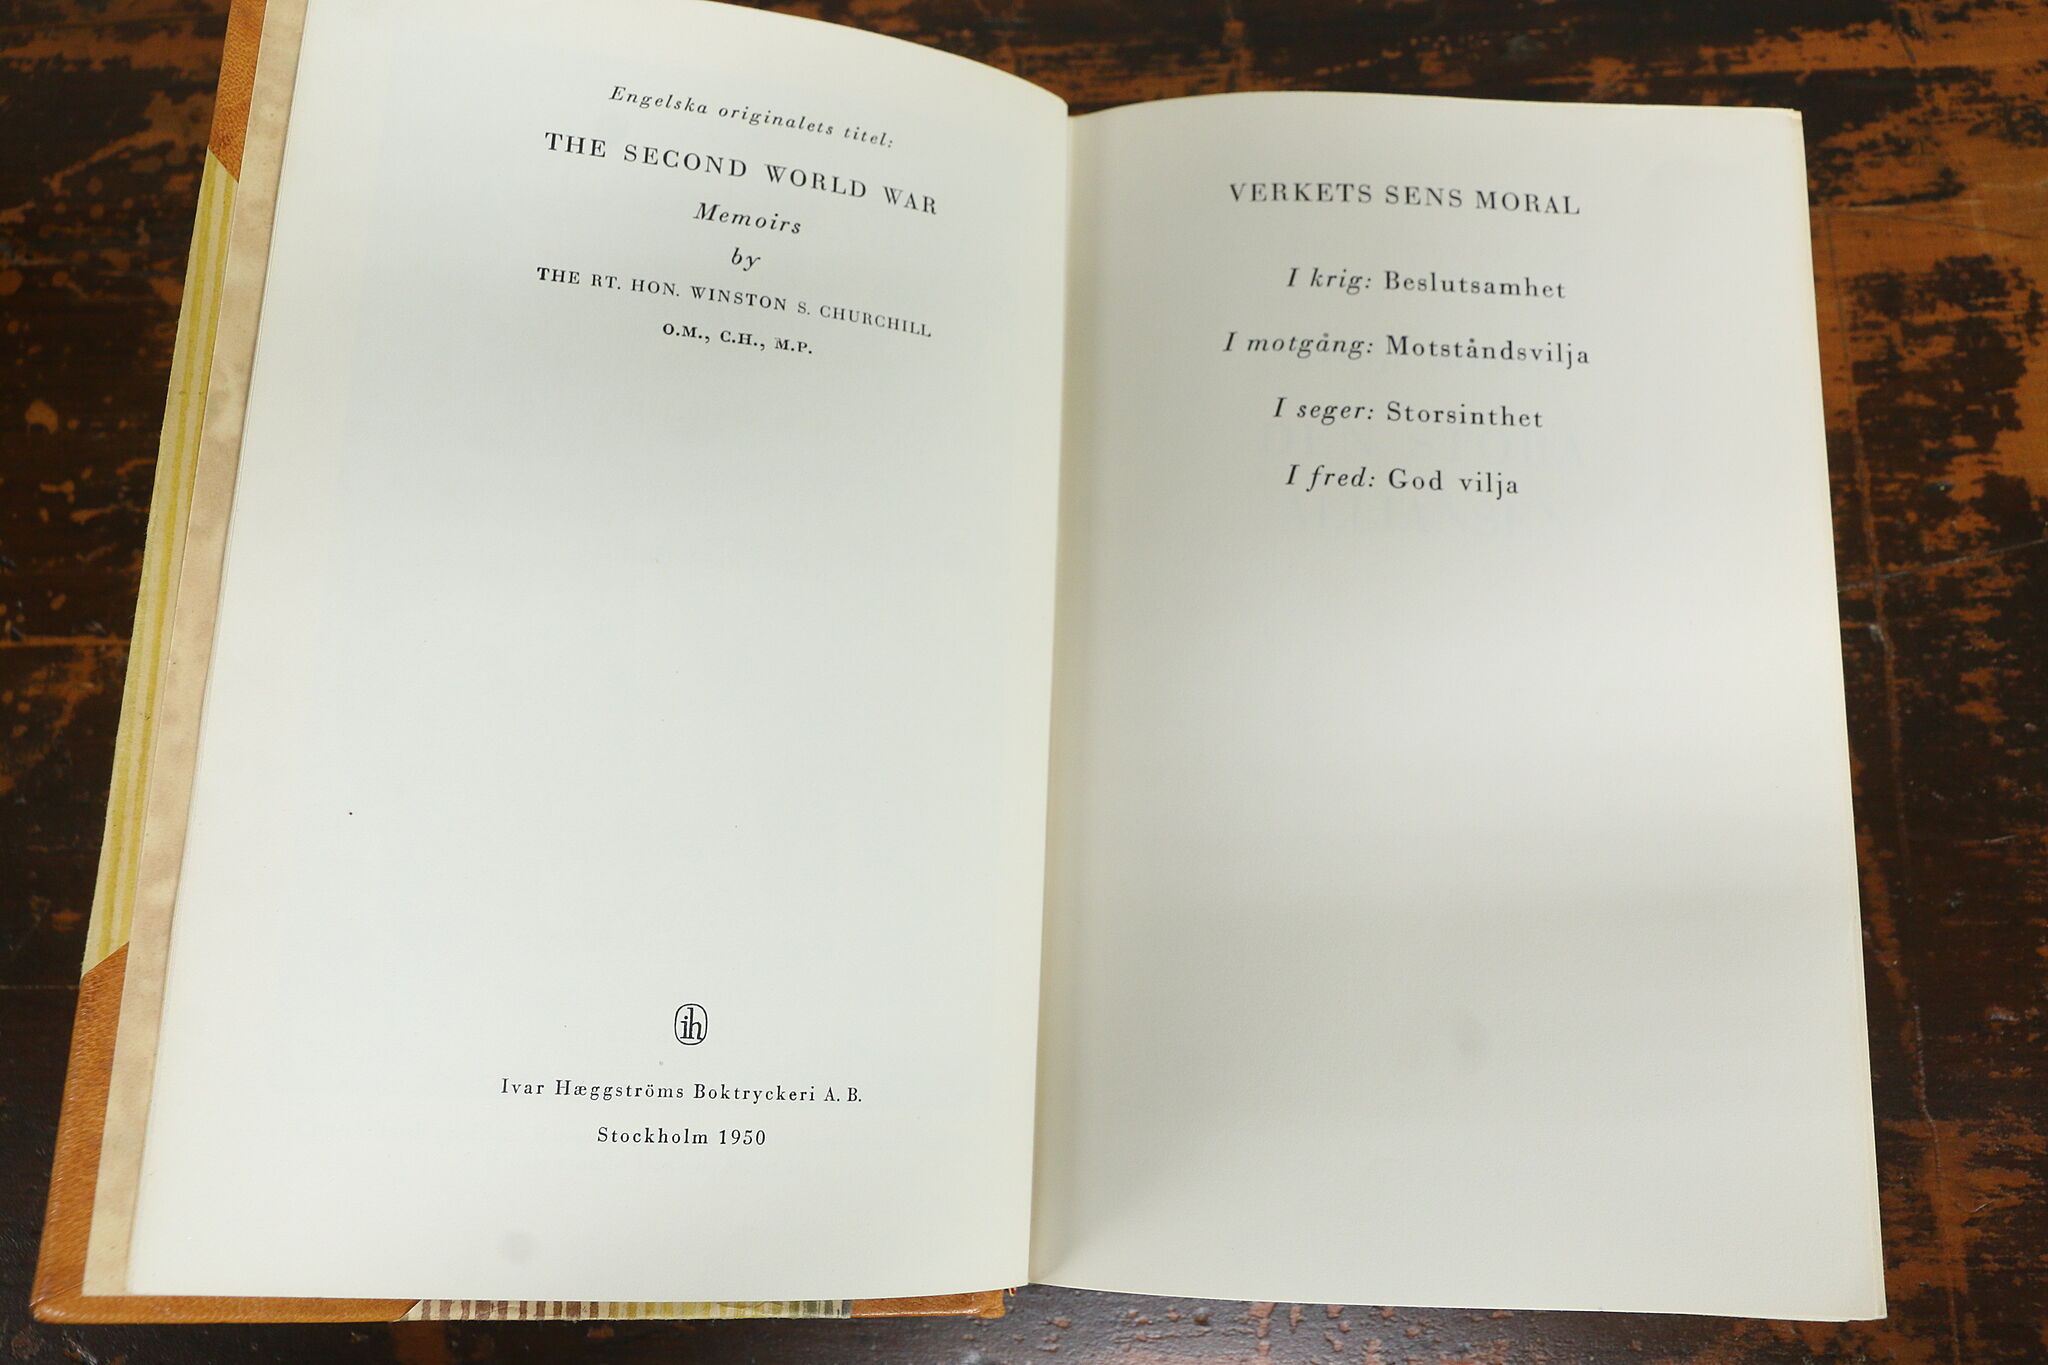 Engelska originalets titel:
THE SECOND WORLD WAR
Memoirs
by
THE RT. HON. WINSTON S. CHURCHILL
O.M., C.H., M.P.
ih
Ivar Hæggströms Boktryckeri A. B.
Stockholm 1950
VERKETS SENS MORAL
I krig: Beslutsamhet
I motgång: Motståndsvilja
I seger: Storsinthet
I fred: God vilja